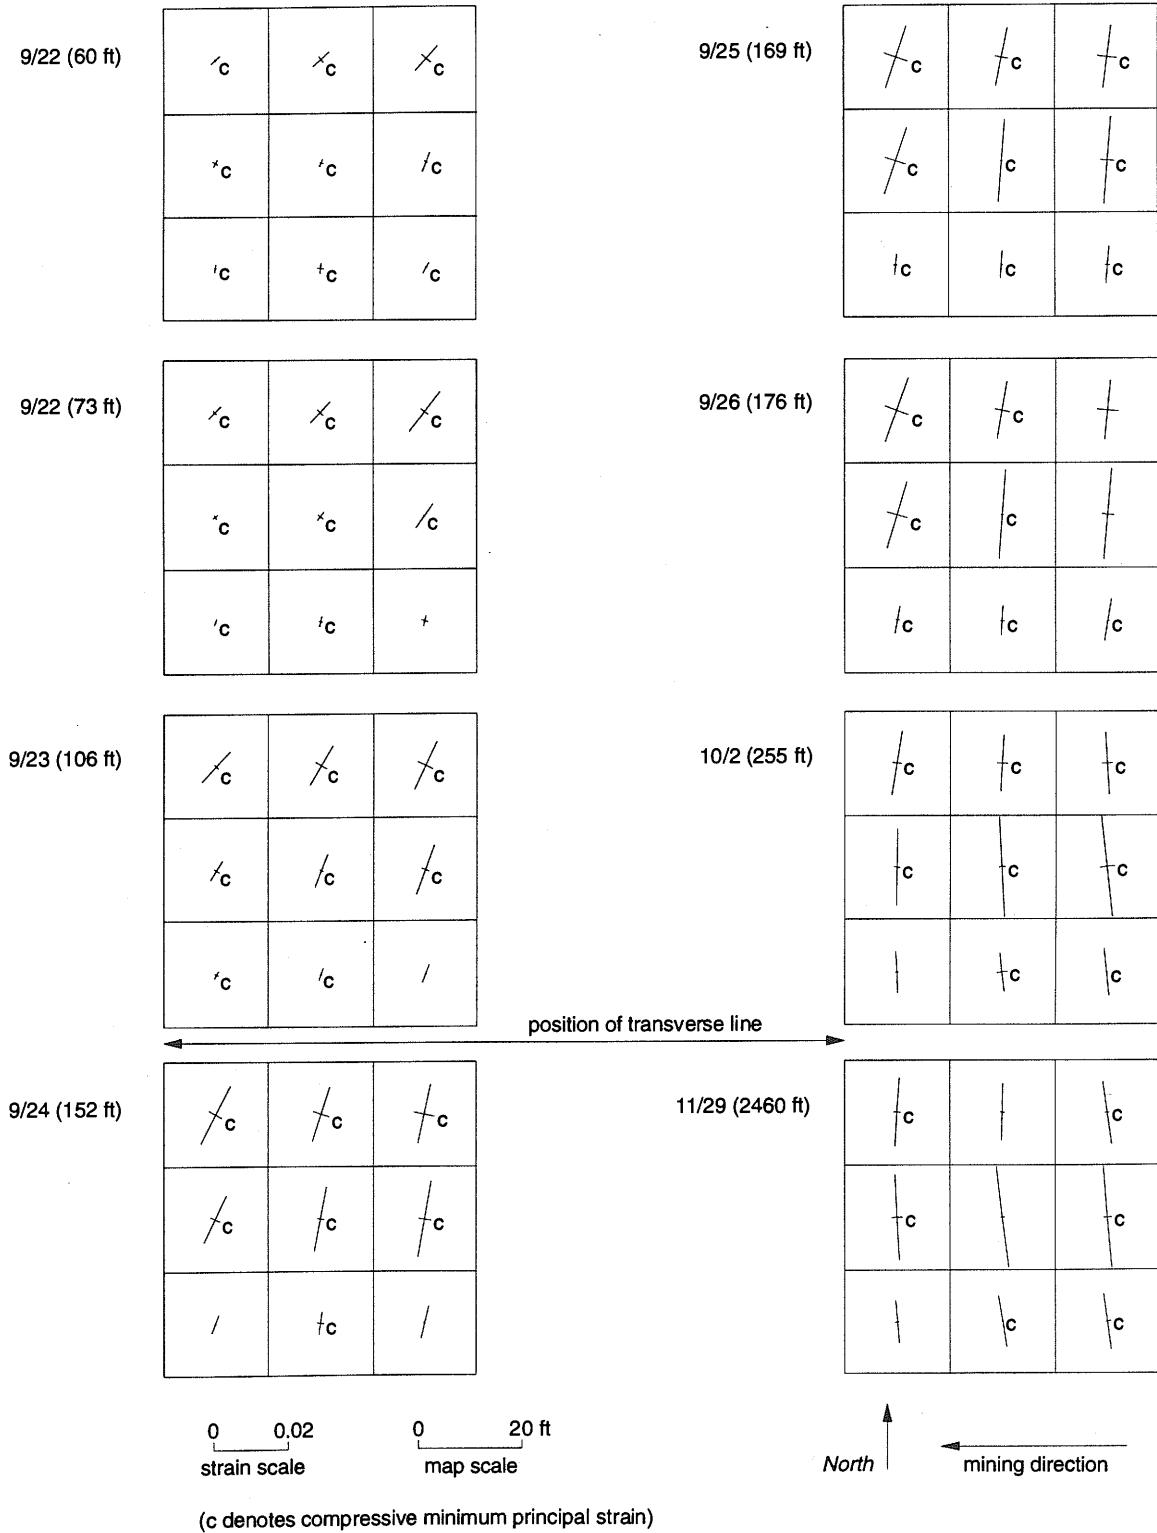 9/22 (60 ft) C C C
C C C
C C C
9/25 (169 ft) C C C
C C C
C C C
9/22 (73 ft) C C C
C C C
C C
9/26 (176 ft) C C
C C
C C C
9/23 (106 ft) C C C
C C C
C C
10/2 (255 ft) C C C
C C C
C C
position of transverse line
9/24 (152 ft) C C C
C C C
C
11/29 (2460 ft) C C
C C
C C
0 0.02
strain scale
0 20 ft
map scale
North
mining direction
(c denotes compressive minimum principal strain)